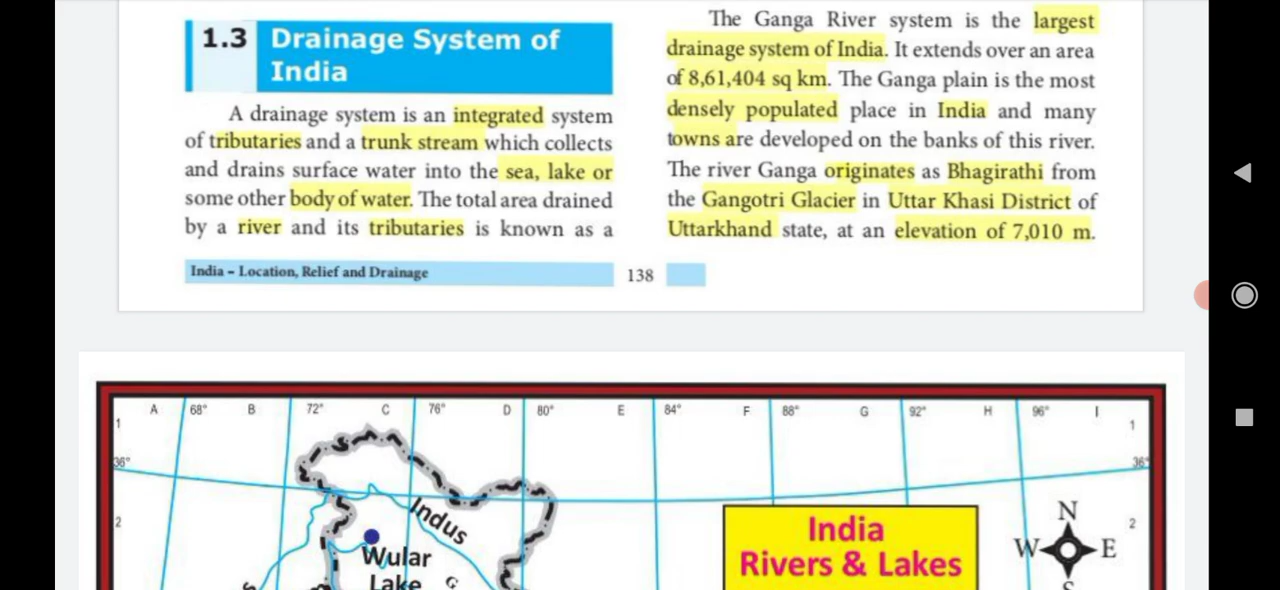 1.3 Drainage System of
India
A drainage system is an integrated system
of tributaries and a trunk stream which collects
and drains surface water into the sea, lake or
some other body of water. The total area drained
by a river and its tributaries is known as a
The Ganga River system is the largest
drainage system of India. It extends over an area
of 8,61,404 sq km. The Ganga plain is the most
densely populated place in India and many
towns are developed on the banks of this river.
The river Ganga originates as Bhagirathi from
the Gangotri Glacier in Uttar Khasi District of
Uttarkhand state, at an elevation of 7,010 m.
India – Location, Relief and Drainage 138
A 68° B 72° C 76° D 80° E 84° F 88° G 92° H 96° I
1 1
36° 36°
2 2
Indus
Wular
Lake
India
Rivers & Lakes
N
W E
S